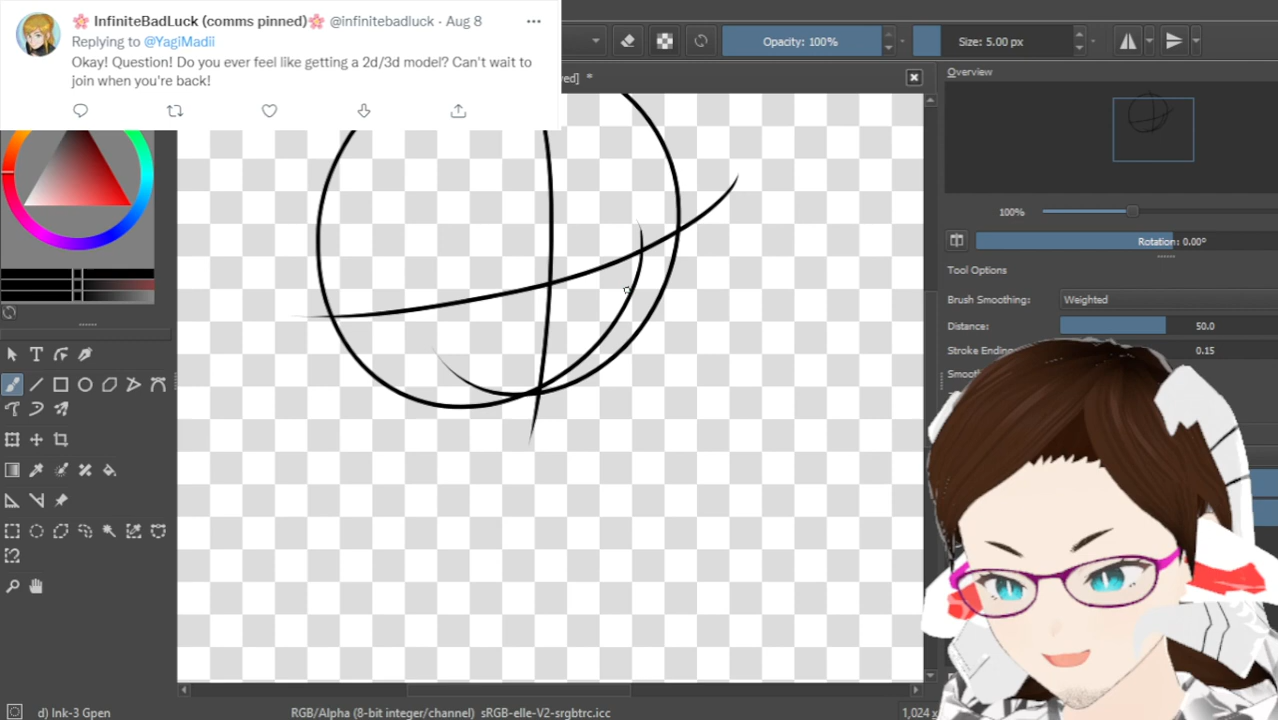 🌸 InfiniteBadLuck (comms pinned)🌸 @infinitebadluck · Aug 8
Replying to @YagiMadii
Okay! Question! Do you ever feel like getting a 2d/3d model? Can't wait to
join when you're back!
Opacity: 100%
Size: 5.00 px
ved] *
Overview
100%
Rotation: 0.00°
Tool Options
Brush Smoothing:
Weighted
Distance:
50.0
Stroke Ending
0.15
d) Ink-3 Gpen
RGB/Alpha (8-bit integer/channel) sRGB-elle-V2-srgbtrc.icc
1,024 x